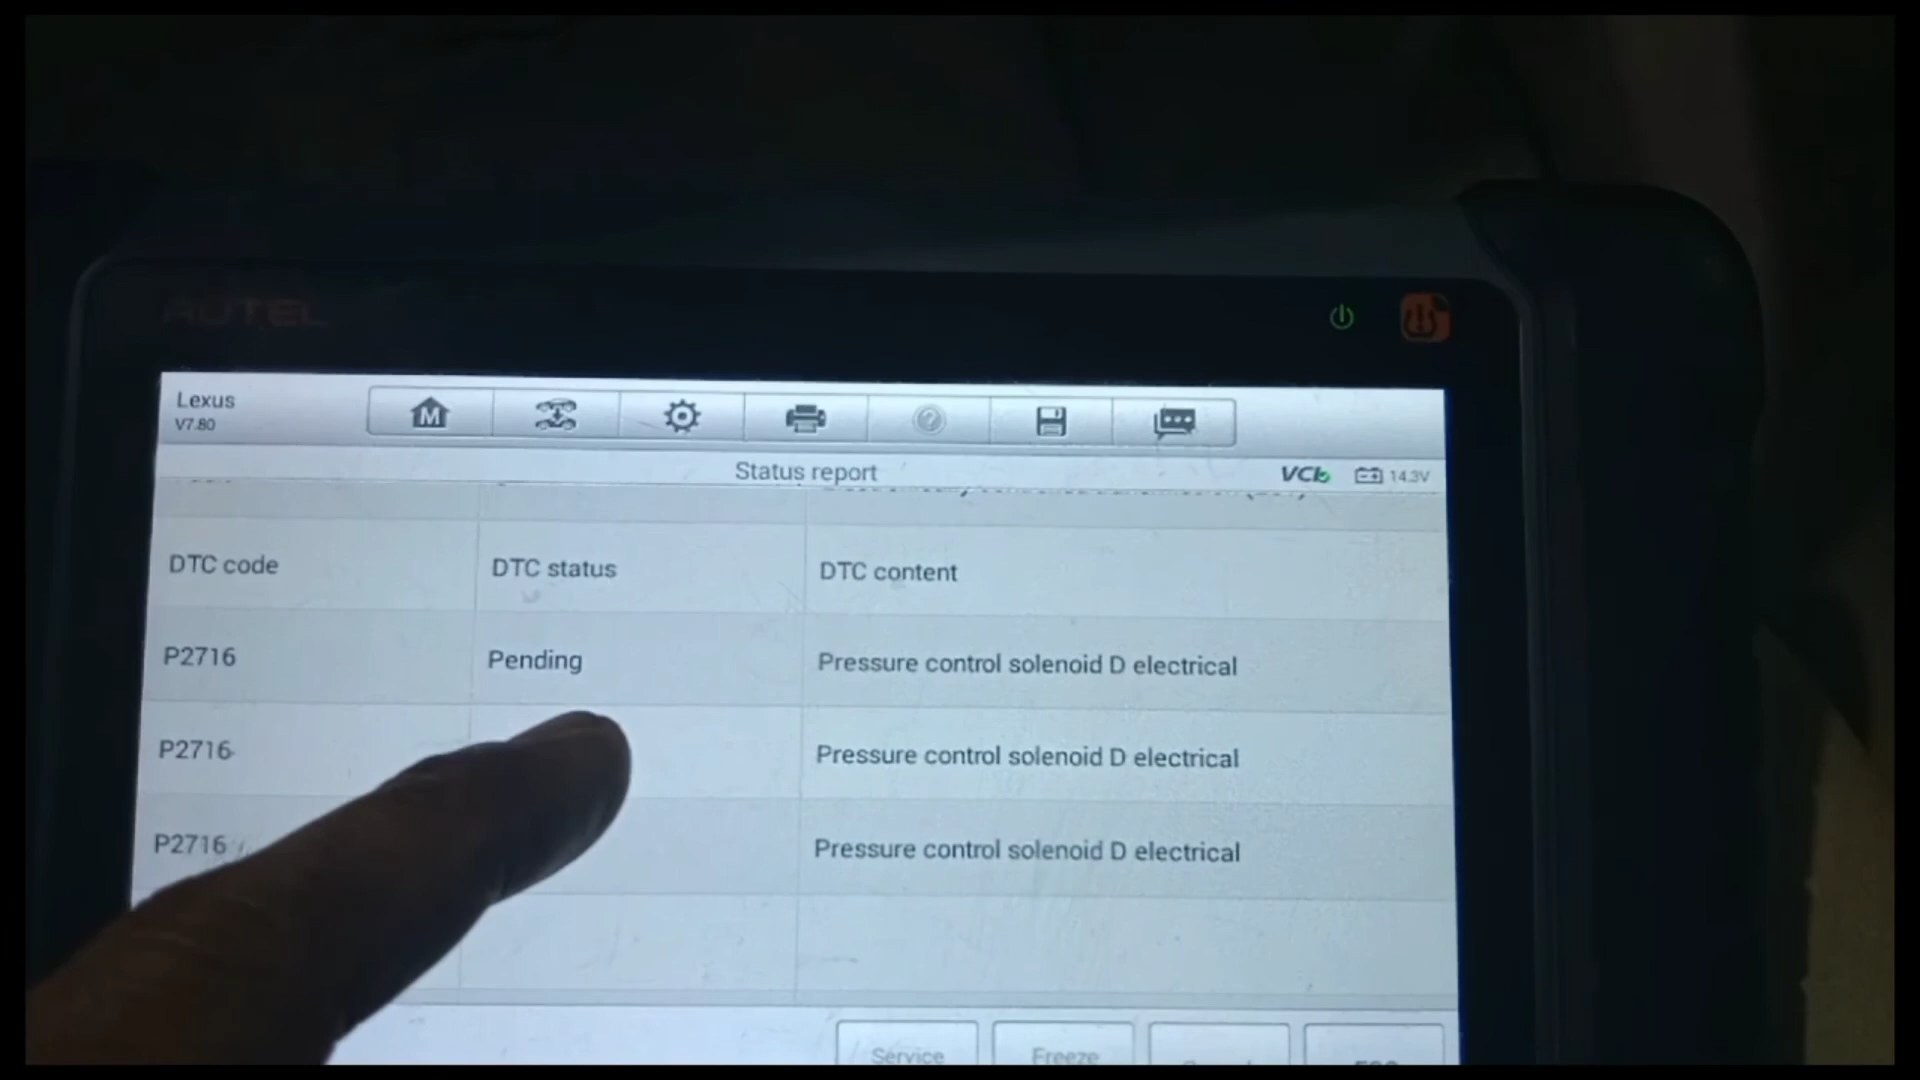 AUTEL
Lexus
V7.80
M
Status report
VCI
14.3V
DTC code
DTC status
DTC content
P2716
Pending
Pressure control solenoid D electrical
P2716
Pressure control solenoid D electrical
P2716
Pressure control solenoid D electrical
Service
Freeze